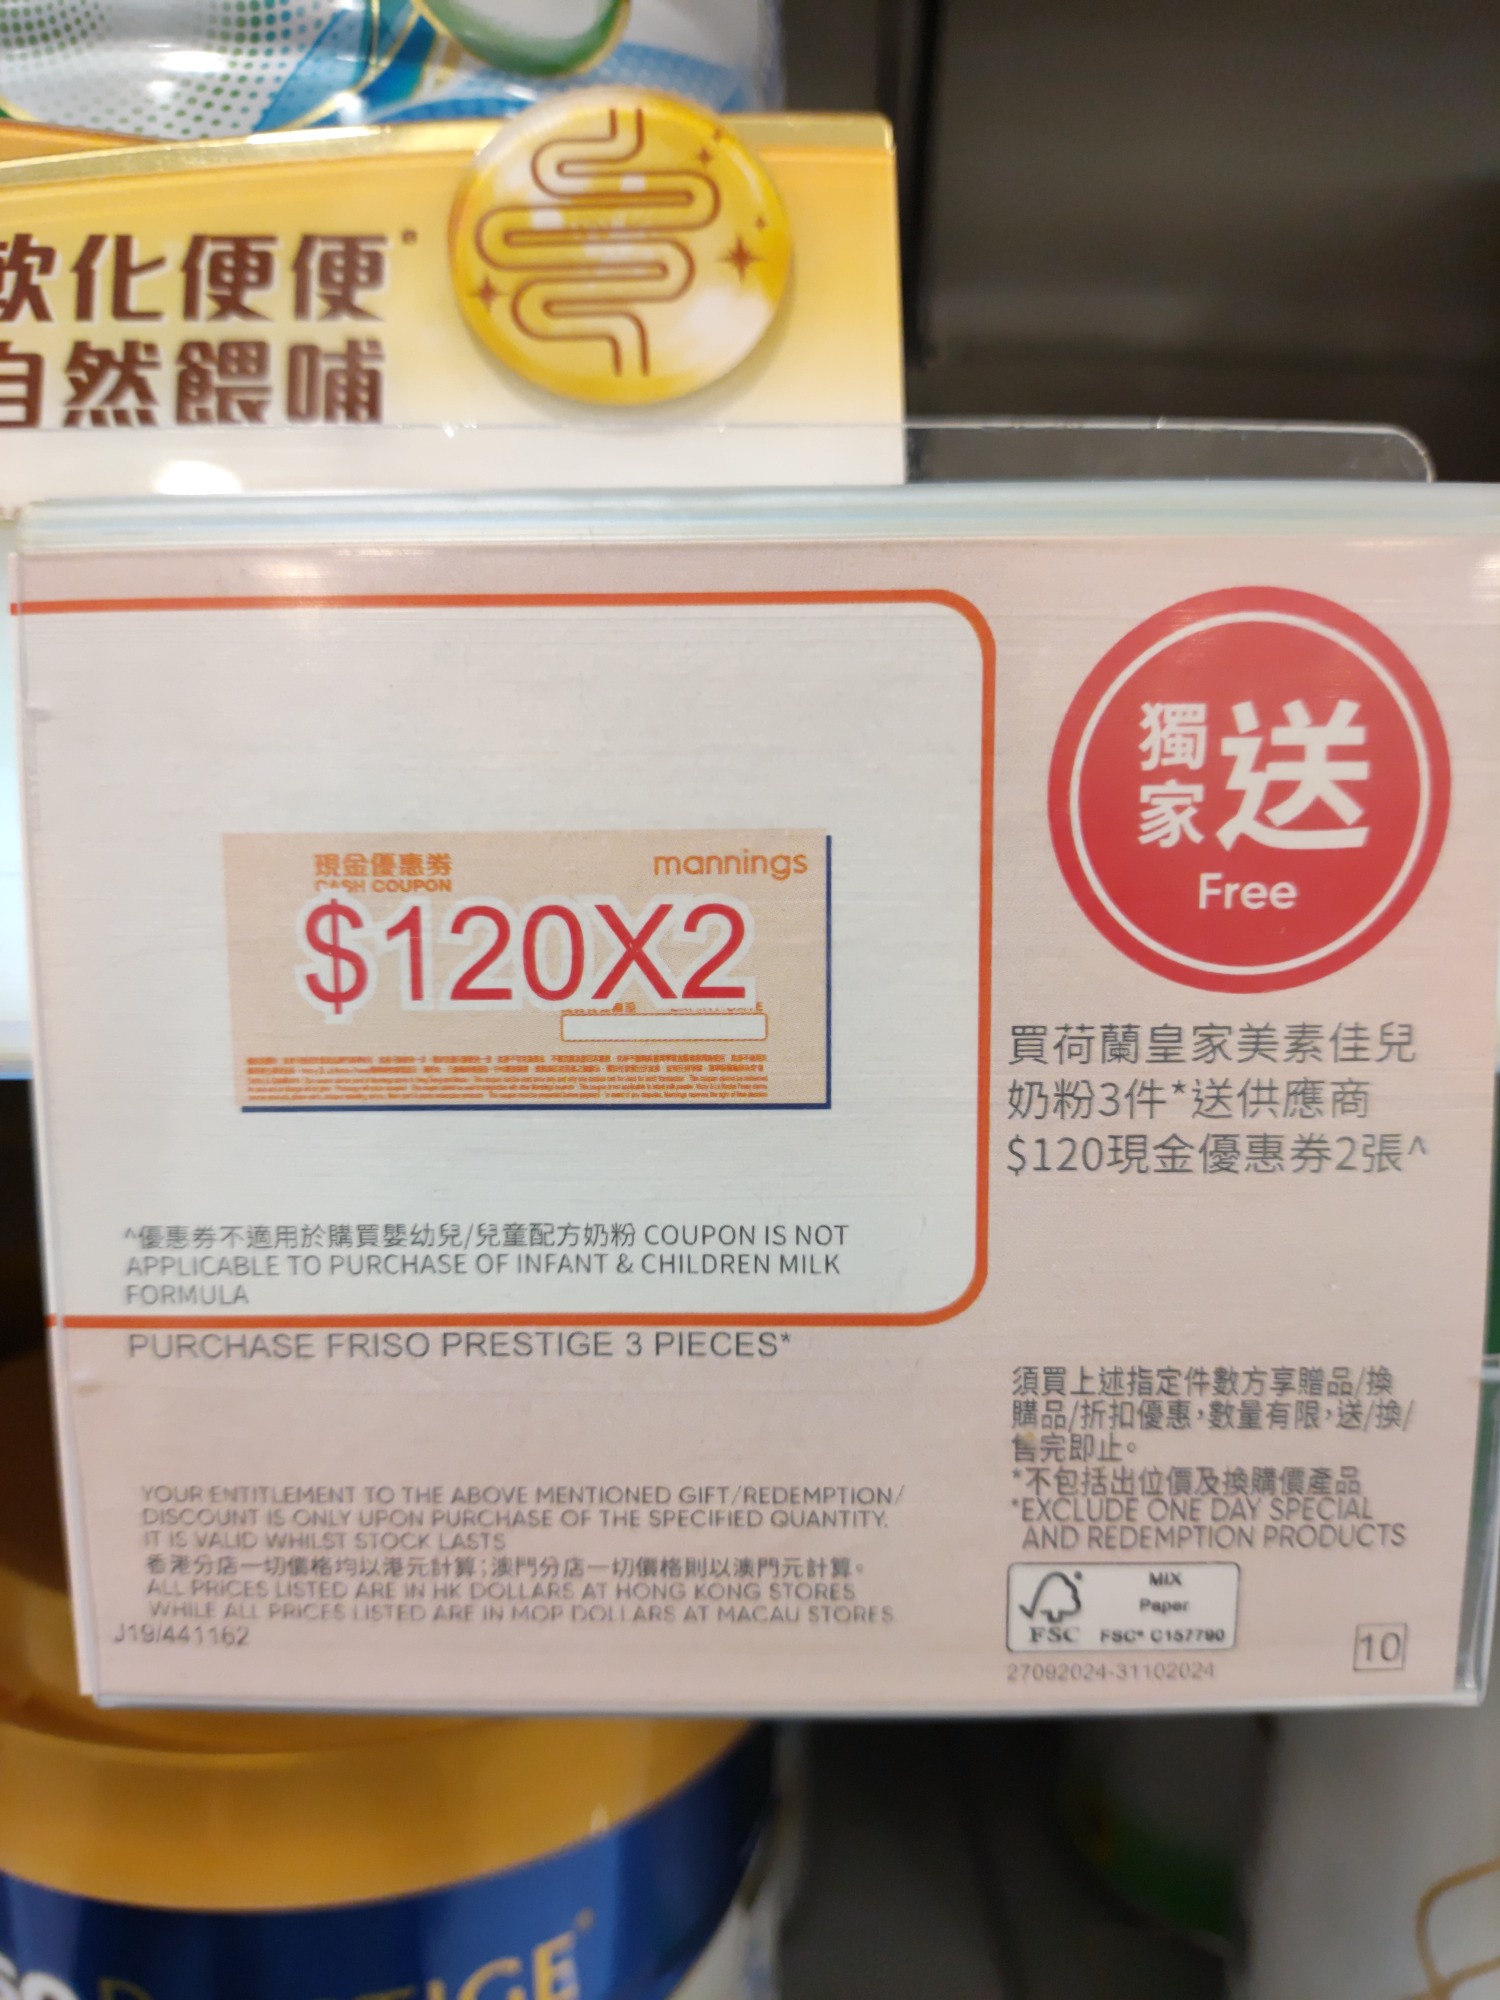 軟化便便
自然餵哺
獨家送
Free
現金優惠券
CASH COUPON
mannings
$120X2
買荷蘭皇家美素佳兒
奶粉3件*送供應商
$120現金優惠券2張^
^優惠券不適用於購買嬰幼兒/兒童配方奶粉 COUPON IS NOT
APPLICABLE TO PURCHASE OF INFANT & CHILDREN MILK
FORMULA
PURCHASE FRISO PRESTIGE 3 PIECES*
須買上述指定件數方享贈品/換
購品/折扣優惠，數量有限，送/換/
售完即止。
*不包括出位價及換購價產品
*EXCLUDE ONE DAY SPECIAL
AND REDEMPTION PRODUCTS
YOUR ENTITLEMENT TO THE ABOVE MENTIONED GIFT/REDEMPTION/
DISCOUNT IS ONLY UPON PURCHASE OF THE SPECIFIED QUANTITY.
IT IS VALID WHILST STOCK LASTS
香港分店一切價格均以港元計算；澳門分店一切價格則以澳門元計算。
ALL PRICES LISTED ARE IN HK DOLLARS AT HONG KONG STORES
WHILE ALL PRICES LISTED ARE IN MOP DOLLARS AT MACAU STORES
J19/441162
MIX
Paper
FSC
FSC® C157790
27092024-31102024
10